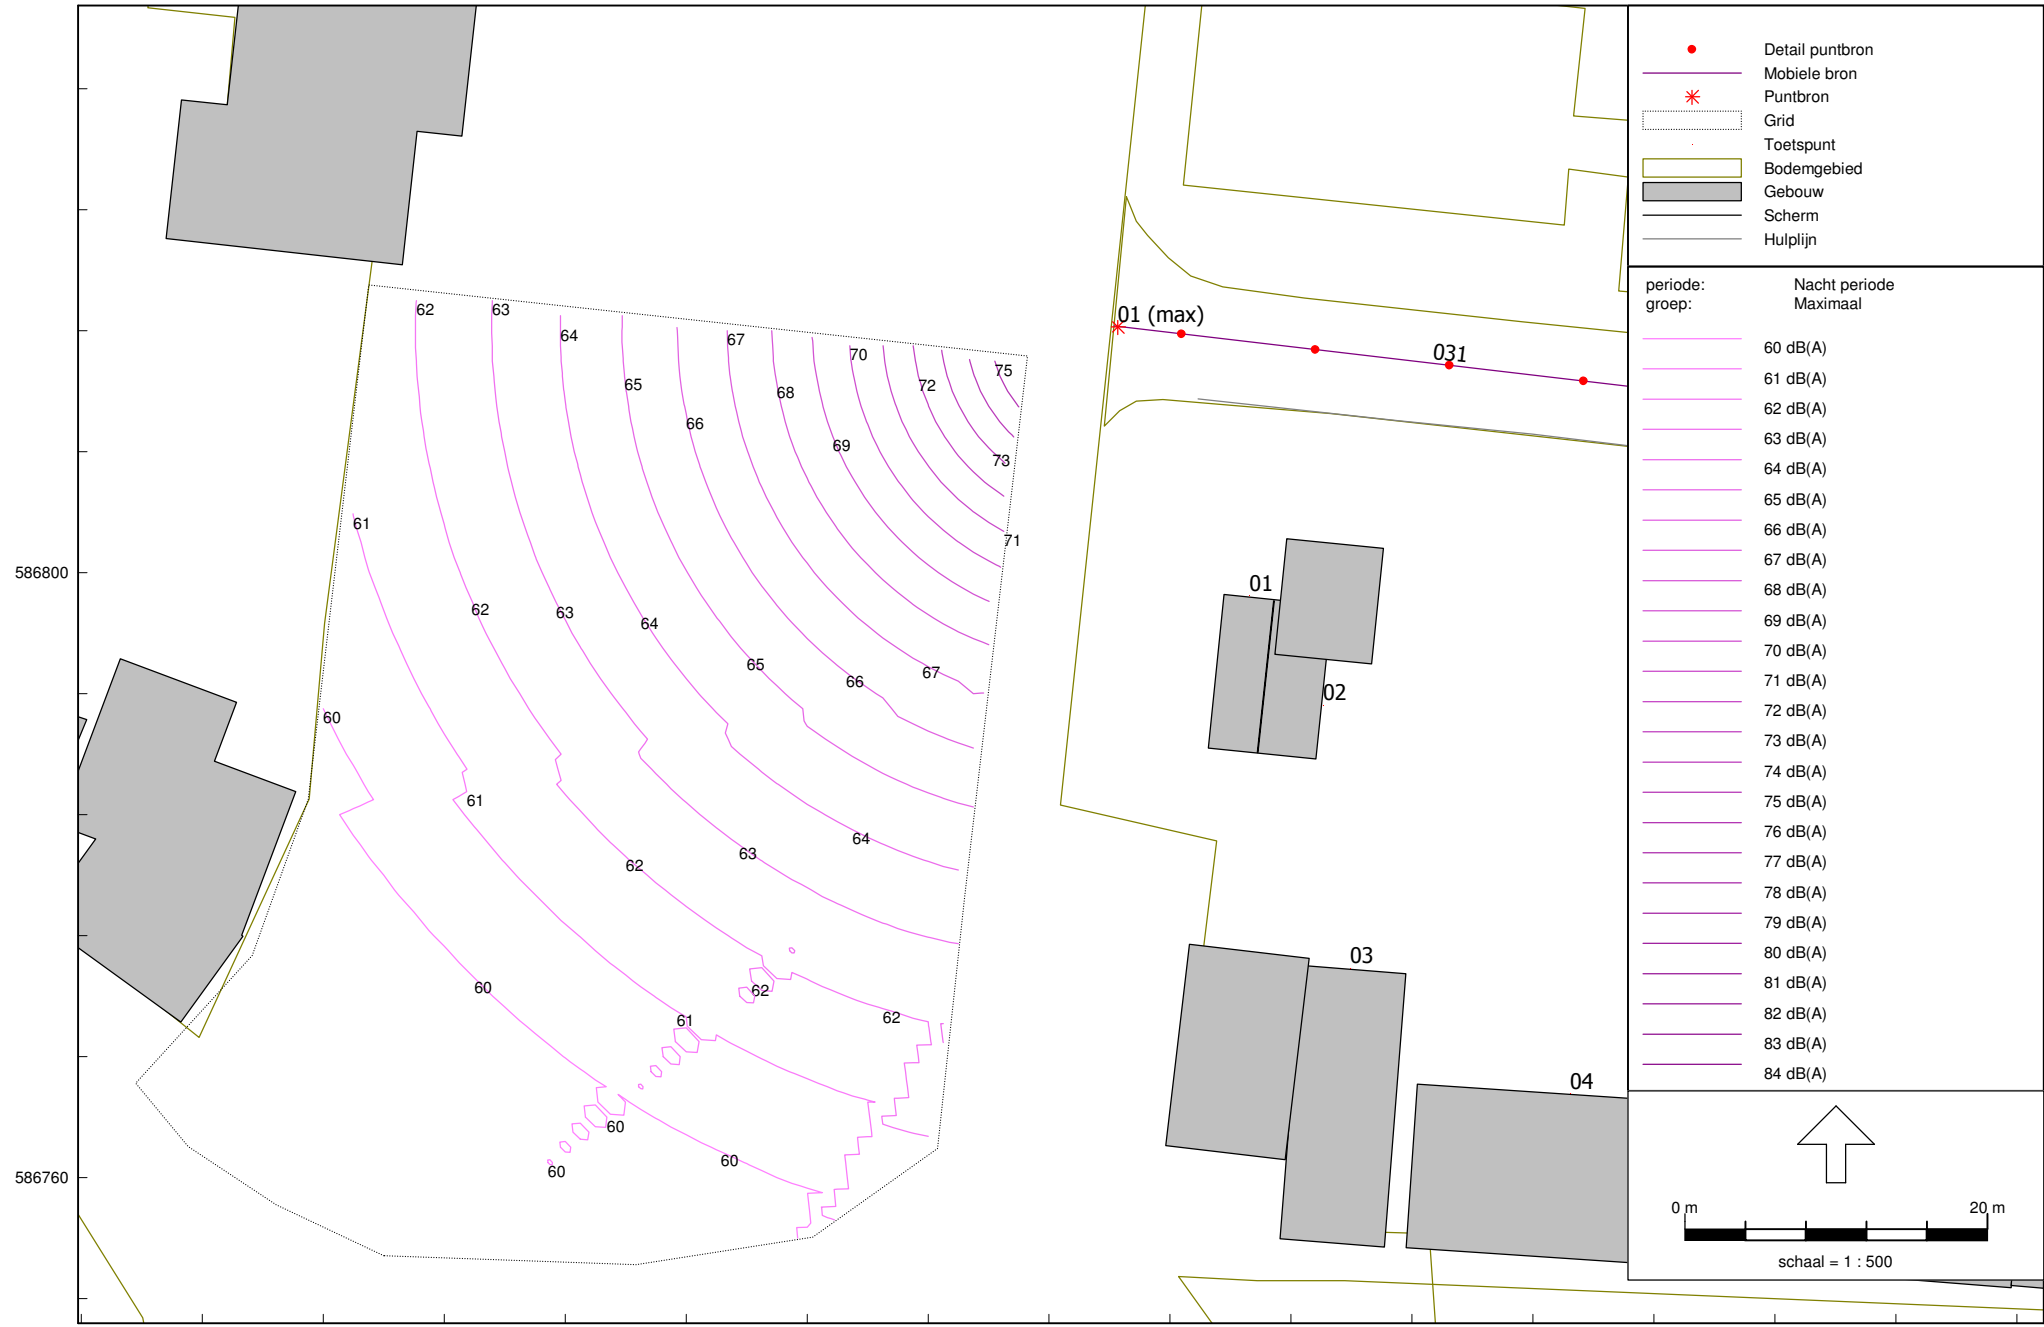 Detail puntbron
Mobiele bron
Puntbron
Grid
Toetspunt
Bodemgebied
Gebouw
Scherm
Hulplijn
periode: Nacht periode
groep: Maximaal
60 dB(A)
61 dB(A)
62 dB(A)
63 dB(A)
64 dB(A)
65 dB(A)
66 dB(A)
67 dB(A)
68 dB(A)
69 dB(A)
70 dB(A)
71 dB(A)
72 dB(A)
73 dB(A)
74 dB(A)
75 dB(A)
76 dB(A)
77 dB(A)
78 dB(A)
79 dB(A)
80 dB(A)
81 dB(A)
82 dB(A)
83 dB(A)
84 dB(A)
0 m 20 m
schaal = 1 : 500
62
63
01 (max)
64
67
70
031
75
65
68
72
66
69
73
61
71
586800
01
62
63
64
65
67
66
02
60
61
64
63
62
03
60
62
62
61
04
60
60
60
586760